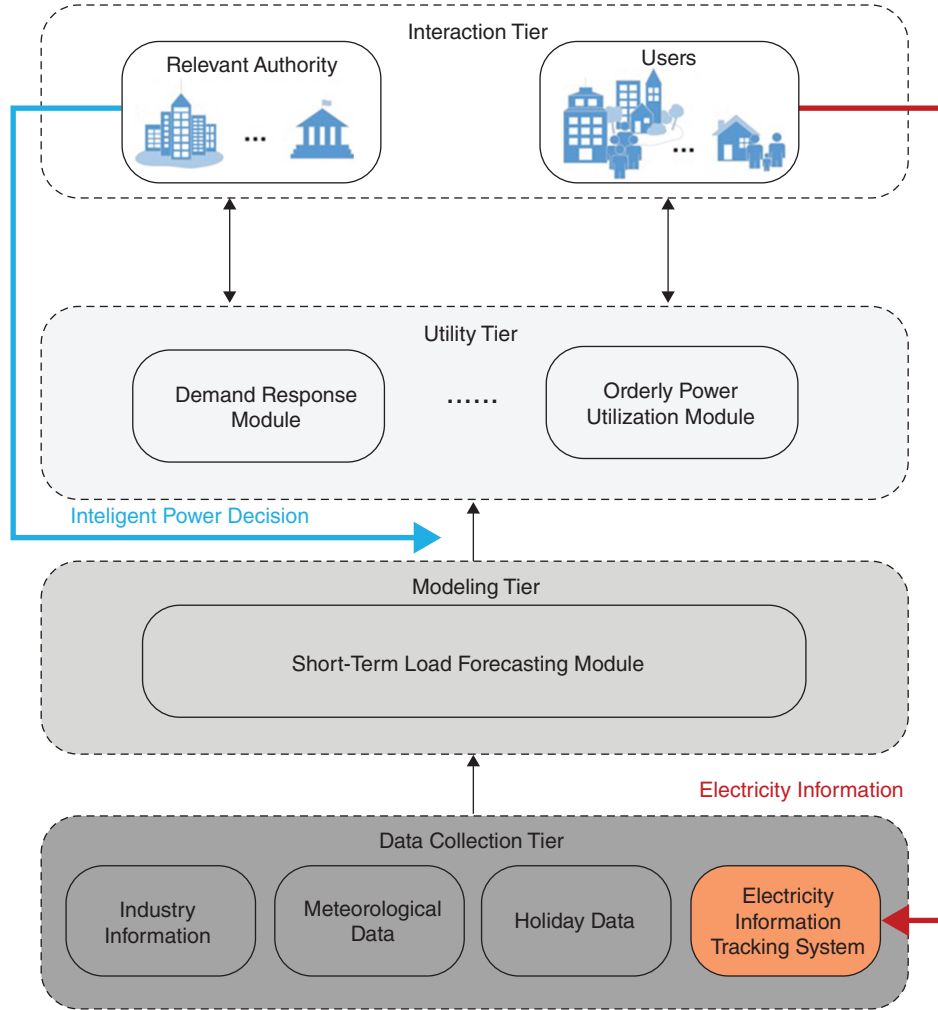 Interaction Tier
Relevant Authority
...
Users
...
Utility Tier
Demand Response
Module
......
Orderly Power
Utilization Module
Inteligent Power Decision
Modeling Tier
Short-Term Load Forecasting Module
Electricity Information
Data Collection Tier
Industry
Information
Meteorological
Data
Holiday Data
Electricity
Information
Tracking System